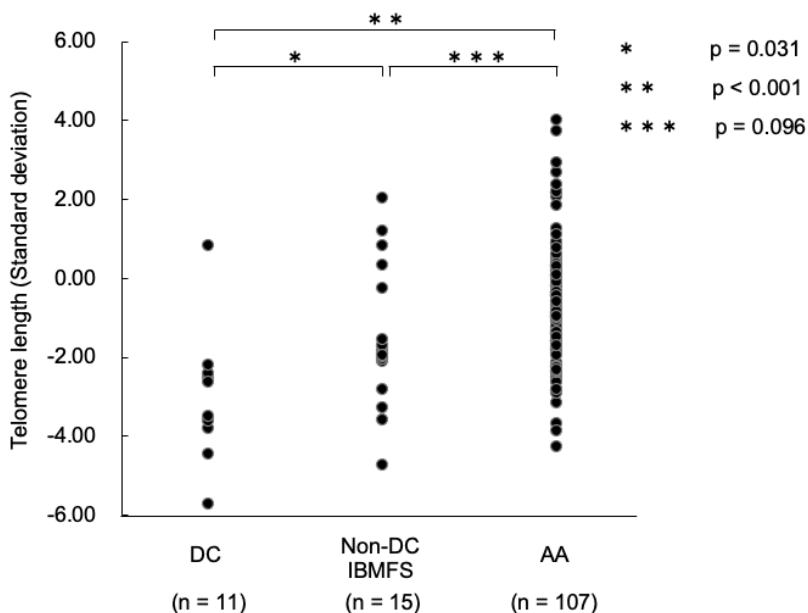 * *
6.00
*
* * *
* p = 0.031
* * p < 0.001
* * * p = 0.096
4.00
2.00
0.00
-2.00
-4.00
-6.00
Telomere length (Standard deviation)
DC
Non-DC
IBMFS
AA
(n = 11)
(n = 15)
(n = 107)